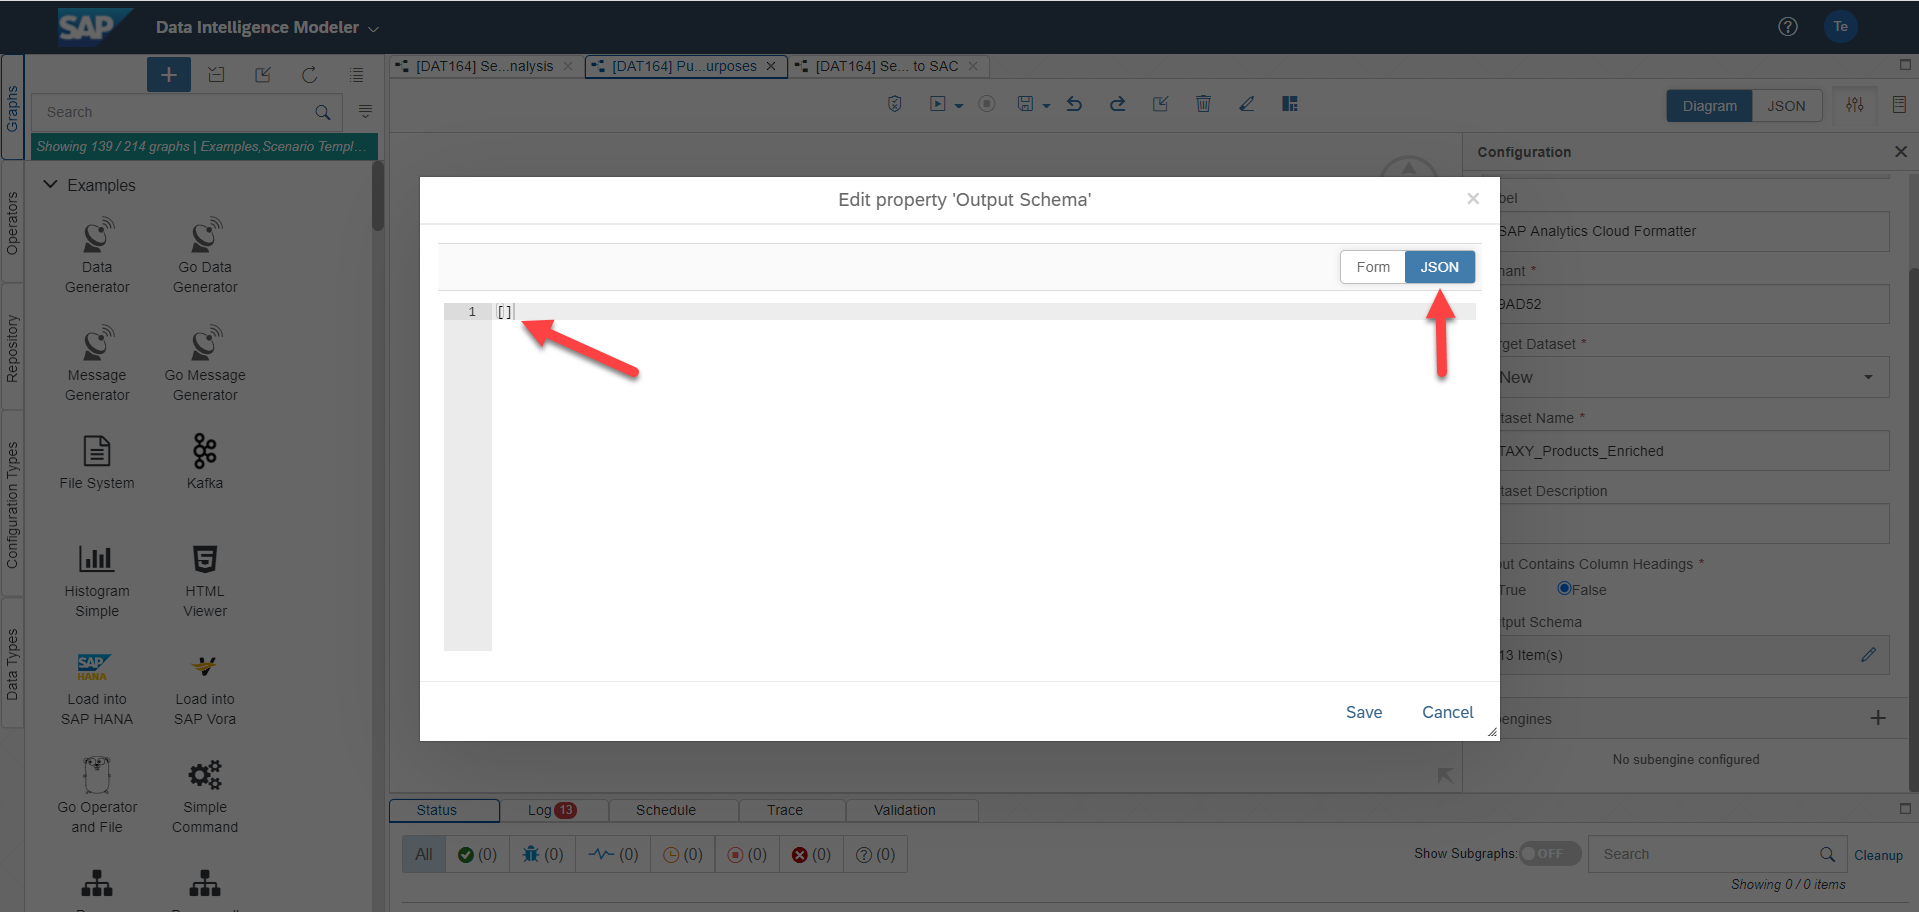 SAP Data Intelligence Modeler
Te
Graphs
Operators
Repository
Configuration Types
Data Types
Search
Showing 139 / 214 graphs | Examples,Scenario Templ...
Examples
Data Generator
Go Data Generator
Message Generator
Go Message Generator
File System
Kafka
Histogram Simple
HTML Viewer
SAP HANA
Load into SAP HANA
Load into SAP Vora
Go Operator and File
Simple Command
[DAT164] Se...nalysis
[DAT164] Pu...urposes
[DAT164] Se... to SAC
Diagram
JSON
Edit property 'Output Schema'
Form
JSON
1
[]
Save
Cancel
Configuration
bel
SAP Analytics Cloud Formatter
nant *
9AD52
rget Dataset *
New
taset Name *
TAXY_Products_Enriched
taset Description
out Contains Column Headings *
True
False
tput Schema
13 Item(s)
engines
No subengine configured
Status
Log 13
Schedule
Trace
Validation
All
(0)
(0)
(0)
(0)
(0)
(0)
(0)
Show Subgraphs: OFF
Search
Cleanup
Showing 0 / 0 items